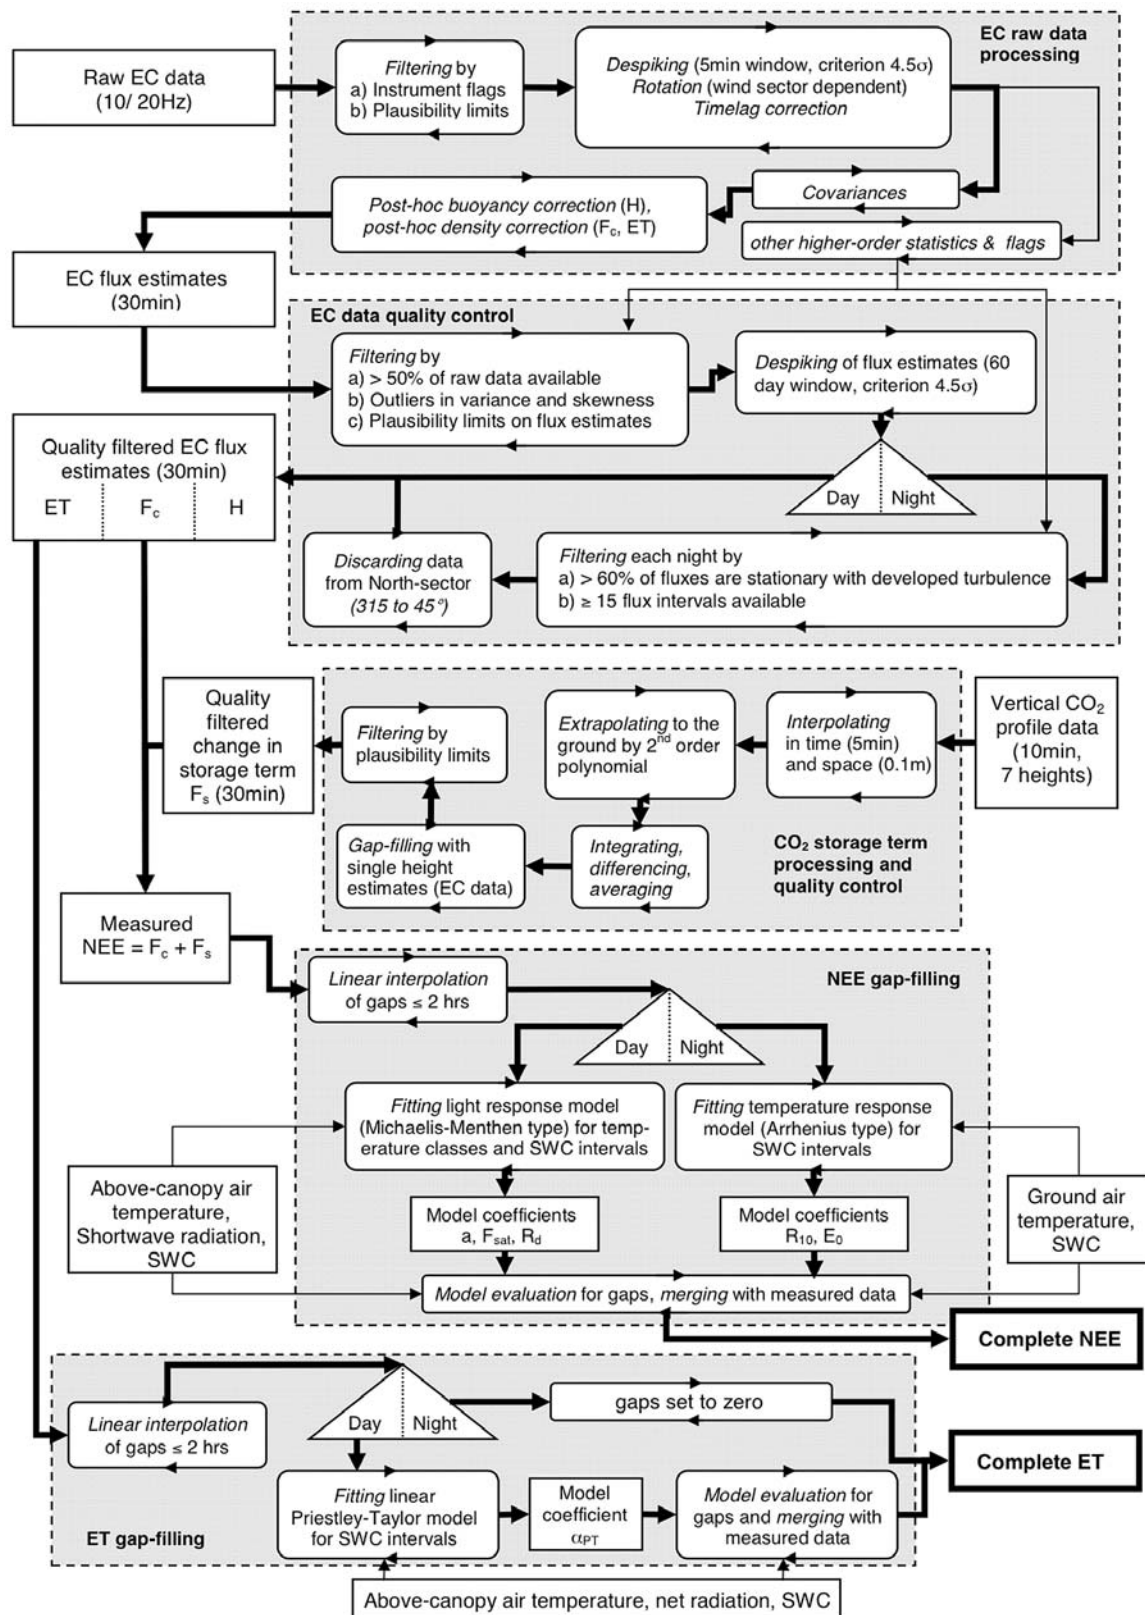 EC raw data
processing
Raw EC data
(10/ 20Hz)
Filtering by
a) Instrument flags
b) Plausibility limits
Despiking (5min window, criterion 4.5σ)
Rotation (wind sector dependent)
Timelag correction
Covariances
Post-hoc buoyancy correction (H),
post-hoc density correction (Fc, ET)
other higher-order statistics & flags
EC flux estimates
(30min)
EC data quality control
Filtering by
a) > 50% of raw data available
b) Outliers in variance and skewness
c) Plausibility limits on flux estimates
Despiking of flux estimates (60
day window, criterion 4.5σ)
Day Night
Quality filtered EC flux
estimates (30min)
ET Fc H
Discarding data
from North-sector
(315 to 45°)
Filtering each night by
a) > 60% of fluxes are stationary with developed turbulence
b) ≥ 15 flux intervals available
Quality
filtered
change in
storage term
Fs (30min)
Filtering by
plausibility limits
Extrapolating to the
ground by 2nd order
polynomial
Interpolating
in time (5min)
and space (0.1m)
Vertical CO2
profile data
(10min,
7 heights)
Gap-filling with
single height
estimates (EC data)
Integrating,
differencing,
averaging
CO2 storage term
processing and
quality control
Measured
NEE = Fc + Fs
Linear interpolation
of gaps ≤ 2 hrs
NEE gap-filling
Day Night
Fitting light response model
(Michaelis-Menthen type) for temp-
erature classes and SWC intervals
Fitting temperature response
model (Arrhenius type) for
SWC intervals
Above-canopy air
temperature,
Shortwave radiation,
SWC
Model coefficients
a, Fsat, Rd
Model coefficients
R10, E0
Ground air
temperature,
SWC
Model evaluation for gaps, merging with measured data
Complete NEE
Linear interpolation
of gaps ≤ 2 hrs
Day Night
gaps set to zero
Complete ET
ET gap-filling
Fitting linear
Priestley-Taylor model
for SWC intervals
Model
coefficient
αPT
Model evaluation for
gaps and merging with
measured data
Above-canopy air temperature, net radiation, SWC